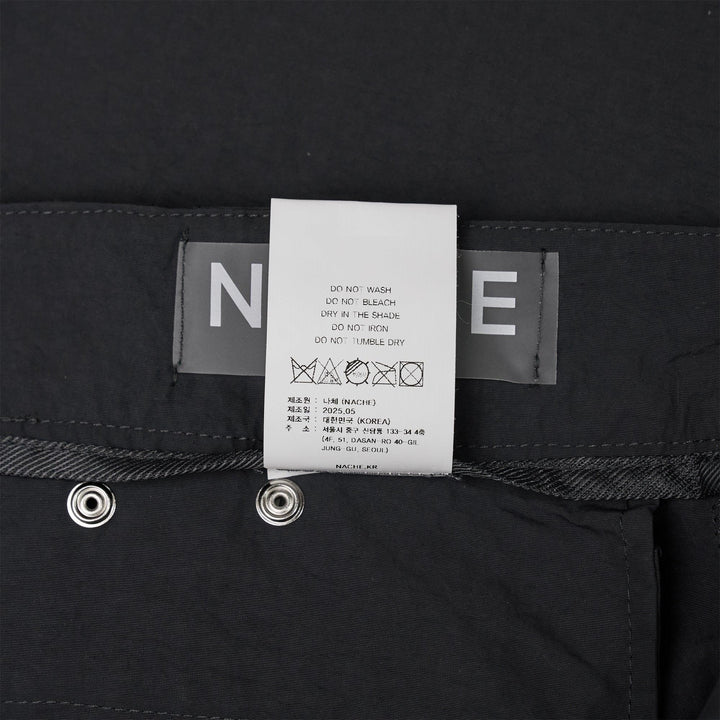 N E
DO NOT WASH
DO NOT BLEACH
DRY IN THE SHADE
DO NOT IRON
DO NOT TUMBLE DRY
제조원 : 나체 (NACHE)
제조일 : 2025.05
제조국 : 대한민국 (KOREA)
주 소 : 서울시 중구 신당동 133-34 4층
(4F, 51, DASAN-RO 40-GIL
JUNG-GU, SEOUL)
NACHE.KR